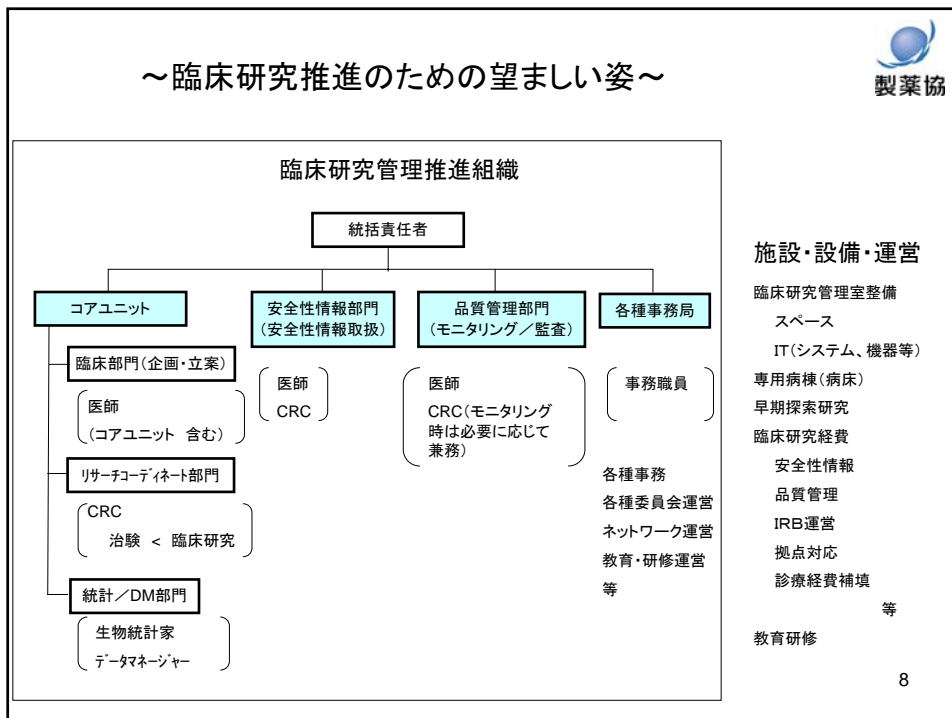 ～臨床研究推進のための望ましい姿～
製薬協
臨床研究管理推進組織
統括責任者
コアユニット
安全性情報部門
(安全性情報取扱)
品質管理部門
(モニタリング／監査)
各種事務局
臨床部門(企画・立案)
医師
(コアユニット 含む)
リサーチコーディネート部門
CRC
治験 ＜ 臨床研究
統計／DM部門
生物統計家
データマネージャー
医師
CRC
医師
CRC(モニタリング
時は必要に応じて
兼務)
事務職員
各種事務
各種委員会運営
ネットワーク運営
教育・研修運営
等
施設・設備・運営
臨床研究管理室整備
スペース
IT(システム、機器等)
専用病棟(病床)
早期探索研究
臨床研究経費
安全性情報
品質管理
IRB運営
拠点対応
診療経費補填
等
教育研修
8